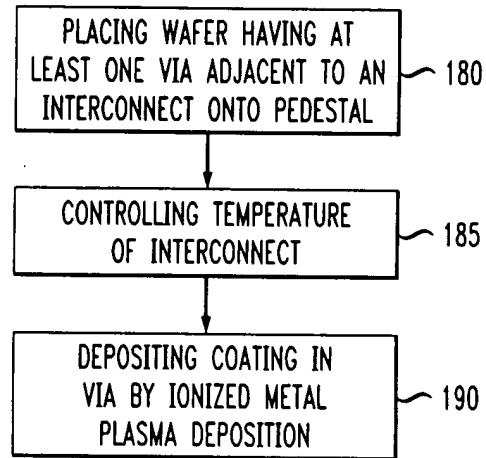 PLACING WAFER HAVING AT
LEAST ONE VIA ADJACENT TO AN
INTERCONNECT ONTO PEDESTAL
180
CONTROLLING TEMPERATURE
OF INTERCONNECT
185
DEPOSITING COATING IN
VIA BY IONIZED METAL
PLASMA DEPOSITION
190